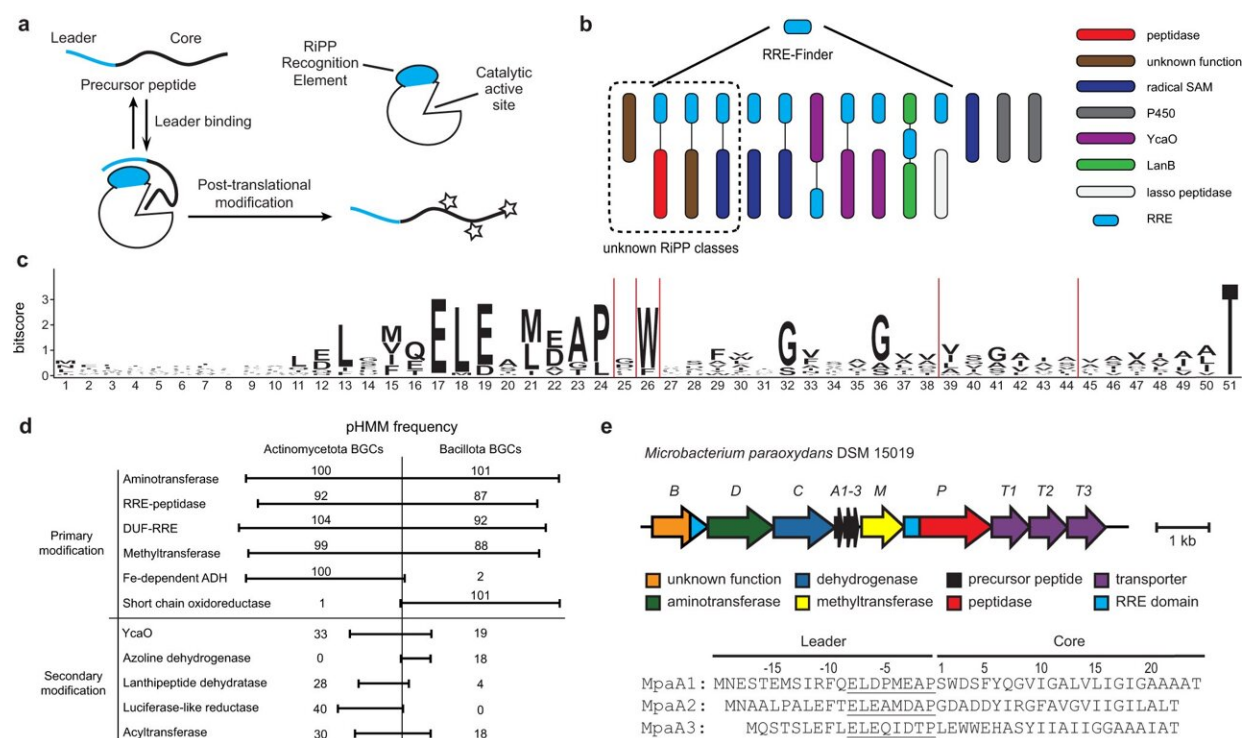 a
Leader
Core
Precursor peptide
Leader binding
Post-translational
modification
RiPP
Recognition
Element
Catalytic
active
site
b
RRE-Finder
unknown RiPP classes
peptidase
unknown function
radical SAM
P450
YcaO
LanB
lasso peptidase
RRE
c
bitscore
3
2
1
0
L E L M Q E L E A M E A P W G G T
1 2 3 4 5 6 7 8 9 10 11 12 13 14 15 16 17 18 19 20 21 22 23 24 25 26 27 28 29 30 31 32 33 34 35 36 37 38 39 40 41 42 43 44 45 46 47 48 49 50 51
d
pHMM frequency
Actinomycetota BGCs Bacillota BGCs
Primary
modification
Aminotransferase 100 101
RRE-peptidase 92 87
DUF-RRE 104 92
Methyltransferase 99 88
Fe-dependent ADH 100 2
Short chain oxidoreductase 1 101
Secondary
modification
YcaO 33 19
Azoline dehydrogenase 0 18
Lanthipeptide dehydratase 28 4
Luciferase-like reductase 40 0
Acyltransferase 30 18
e
Microbacterium paraoxydans DSM 15019
B D C A1-3 M P T1 T2 T3
1 kb
unknown function dehydrogenase precursor peptide transporter
aminotransferase methyltransferase peptidase RRE domain
Leader Core
-15 -10 -5 1 5 10 15 20
MpaA1: MNESTEMSIRFQELDPMEAPSWDSFYQGVIGALVLIGIGAAAAT
MpaA2: MNAALPALEFTELEAMDAPGDADDYIRGFAVGVIIGILALT
MpaA3: MQSTSLEFLELEQIDTPLEWWEHASYIIAIIGGAAAIAT